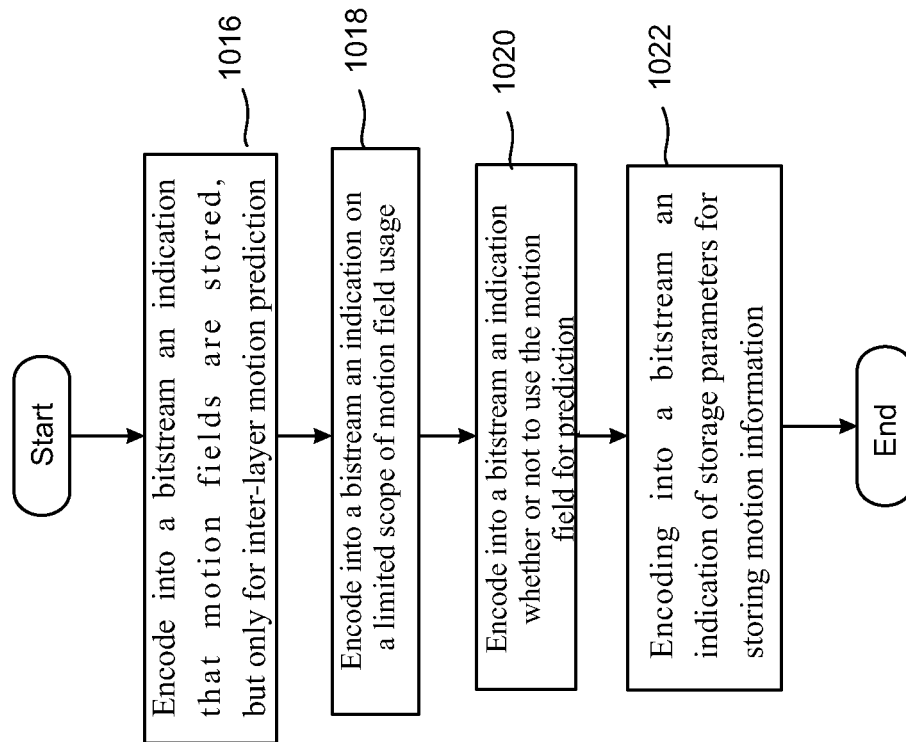 Start
Encode into a bitstream an indication
that motion fields are stored,
but only for inter-layer motion prediction
1016
Encode into a bistream an indication on
a limited scope of motion field usage
1018
Encode into a bitstream an indication
whether or not to use the motion
field for prediction
1020
Encoding into a bitstream an
indication of storage parameters for
storing motion information
1022
End